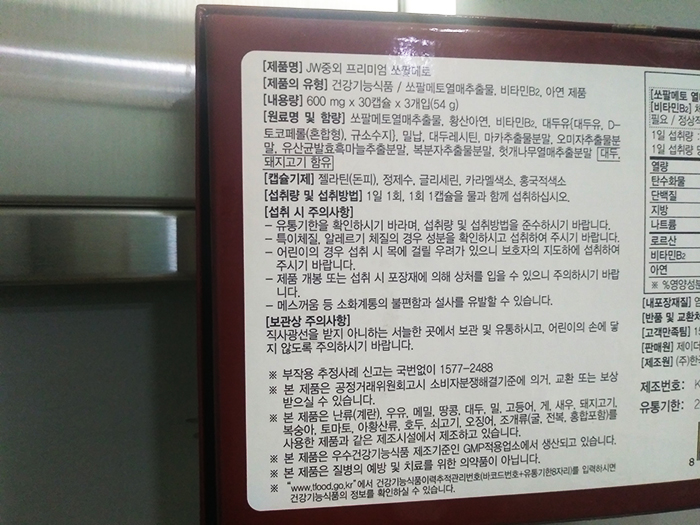 [제품명] JW중외 프리미엄 쏘팔메토
[제품의 유형] 건강기능식품 / 쏘팔메토열매추출물, 비타민B₂, 아연 제품
[내용량] 600 mg x 30캡슐 x 3개입(54 g)
[원료명 및 함량] 쏘팔메토열매추출물, 황산아연, 비타민B₂, 대두유{대두유, D-
토코페롤(혼합형), 규소수지}, 밀납, 대두레시틴, 마카추출물분말, 오미자추출물분
말, 유산균발효흑마늘추출분말, 복분자추출물분말, 헛개나무열매추출분말 대두,
돼지고기 함유
[캡슐기제] 젤라틴(돈피), 정제수, 글리세린, 카라멜색소, 홍국적색소
[섭취량 및 섭취방법] 1일 1회, 1회 1캡슐을 물과 함께 섭취하십시오.
[섭취 시 주의사항]
- 유통기한을 확인하시기 바라며, 섭취량 및 섭취방법을 준수하시기 바랍니다.
- 특이체질, 알레르기 체질의 경우 성분을 확인하시고 섭취하여 주시기 바랍니다.
- 어린이의 경우 섭취 시 목에 걸릴 우려가 있으니 보호자의 지도하에 섭취하여
주시기 바랍니다.
- 제품 개봉 또는 섭취 시 포장재에 의해 상처를 입을 수 있으니 주의하시기 바랍
니다.
- 메스꺼움 등 소화계통의 불편함과 설사를 유발할 수 있습니다.
[보관상 주의사항]
직사광선을 받지 아니하는 서늘한 곳에서 보관 및 유통하시고, 어린이의 손에 닿
지 않도록 주의하시기 바랍니다.
※ 부작용 추정사례 신고는 국번없이 1577-2488
※ 본 제품은 공정거래위원회고시 소비자분쟁해결기준에 의거, 교환 또는 보상
받으실 수 있습니다.
※ 본 제품은 난류(계란), 우유, 메밀, 땅콩, 대두, 밀, 고등어, 게, 새우, 돼지고기,
복숭아, 토마토, 아황산류, 호두, 쇠고기, 오징어, 조개류(굴, 전복, 홍합포함)를
사용한 제품과 같은 제조시설에서 제조하고 있습니다.
※ 본 제품은 우수건강기능식품 제조기준인 GMP적용업소에서 생산되고 있습니다.
※ 본 제품은 질병의 예방 및 치료를 위한 의약품이 아닙니다.
※ "www.tfood.go.kr"에서 건강기능식품이력추적관리번호(바코드번호+유통기한8자리)를 입력하시면
건강기능식품의 정보를 확인하실 수 있습니다.
[쏘팔메토 열
[비타민B₂] 체
필요 / 정상적
1일 섭취량
1일 섭취량
열량
탄수화물
단백질
지방
나트륨
로르산
비타민B₂
아연
※ %영양성분
[내포장재질]
[반품 및 교환처
[고객만족팀] 1
[판매원] 제이더
[제조원] (주)한
제조번호: K
유통기한: 2
8